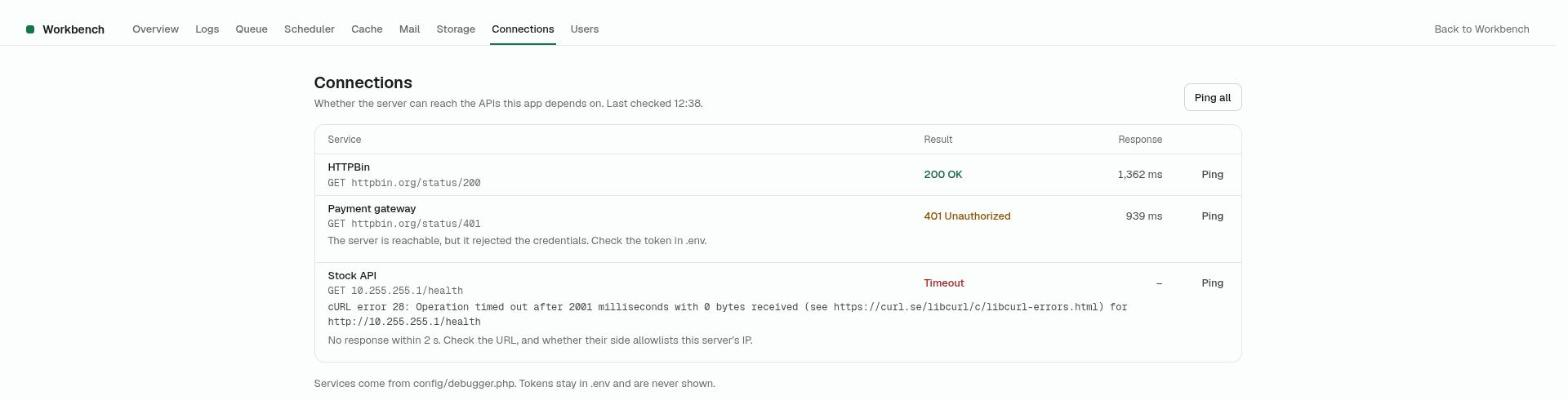 Workbench Overview Logs Queue Scheduler Cache Mail Storage Connections Users Back to Workbench
Connections
Whether the server can reach the APIs this app depends on. Last checked 12:38.
Ping all
Service Result Response
HTTPBin
GET httpbin.org/status/200
200 OK 1,362 ms Ping
Payment gateway
GET httpbin.org/status/401
401 Unauthorized 939 ms Ping
The server is reachable, but it rejected the credentials. Check the token in .env.
Stock API
GET 10.255.255.1/health
Timeout – Ping
cURL error 28: Operation timed out after 2001 milliseconds with 0 bytes received (see https://curl.se/libcurl/c/libcurl-errors.html) for
http://10.255.255.1/health
No response within 2 s. Check the URL, and whether their side allowlists this server's IP.
Services come from config/debugger.php. Tokens stay in .env and are never shown.